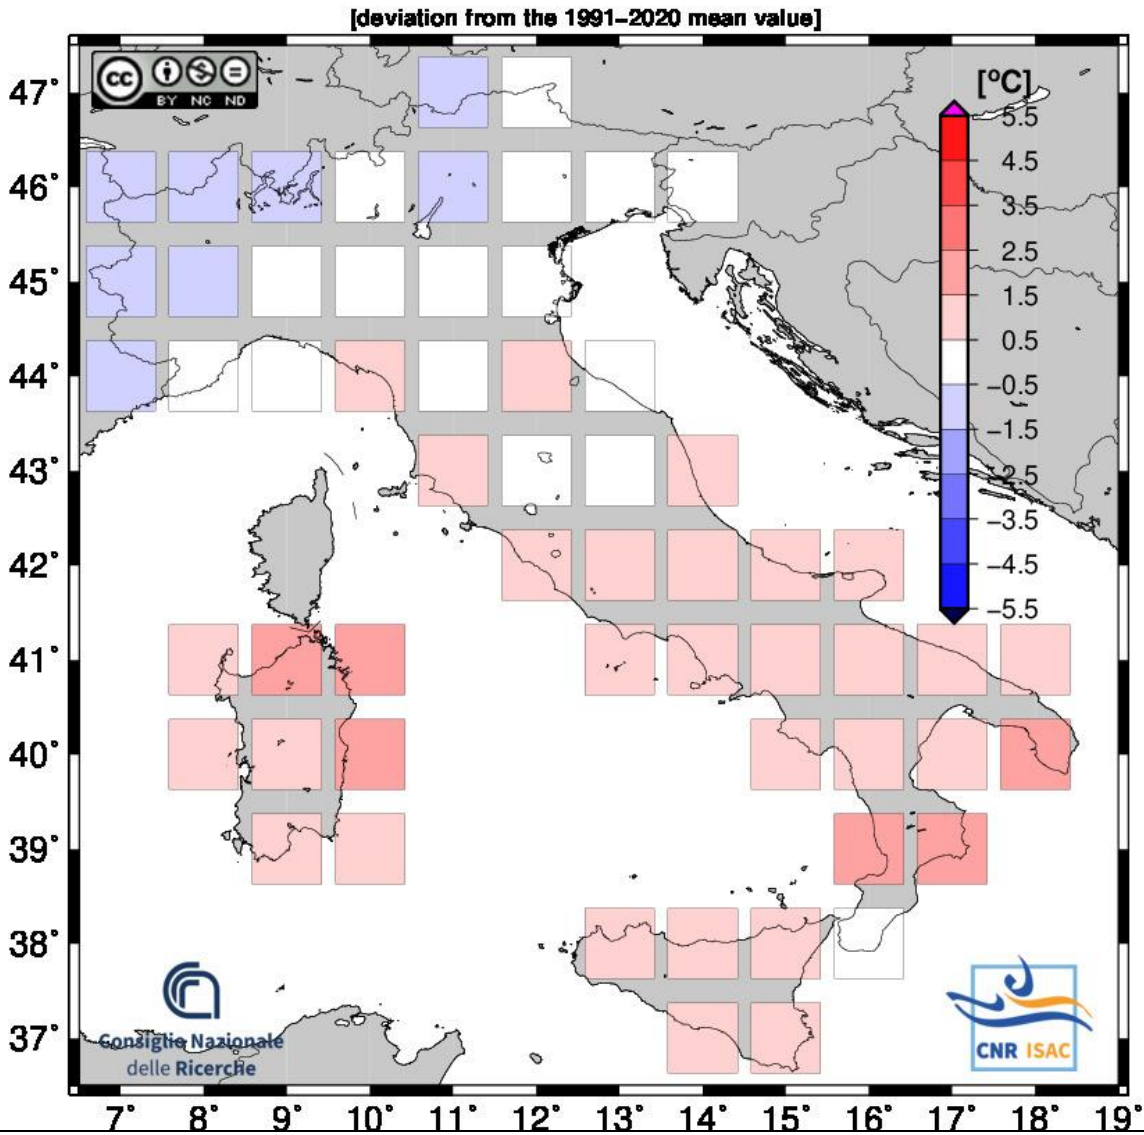 [deviation from the 1991–2020 mean value]
cc
BY NC ND
[°C]
5.5
4.5
3.5
2.5
1.5
0.5
−0.5
−1.5
−2.5
−3.5
−4.5
−5.5
47°
46°
45°
44°
43°
42°
41°
40°
39°
38°
37°
Consiglio Nazionale
delle Ricerche
CNR ISAC
7° 8° 9° 10° 11° 12° 13° 14° 15° 16° 17° 18° 19°